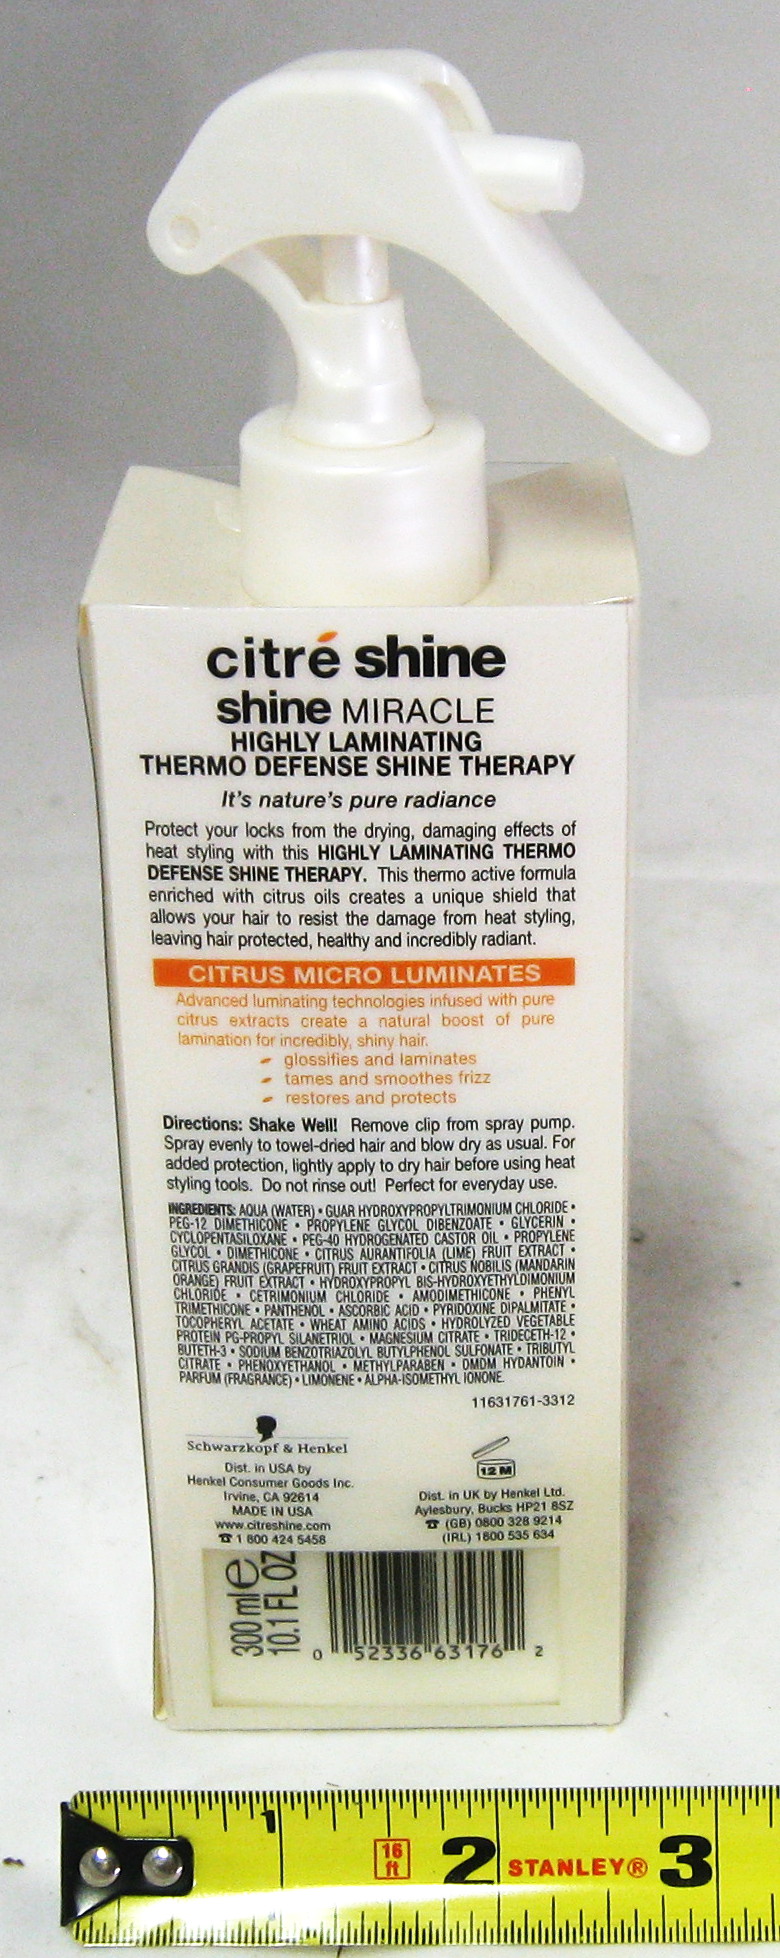 citré shine
shine MIRACLE
HIGHLY LAMINATING
THERMO DEFENSE SHINE THERAPY
It's nature's pure radiance
Protect your locks from the drying, damaging effects of
heat styling with this HIGHLY LAMINATING THERMO
DEFENSE SHINE THERAPY. This thermo active formula
enriched with citrus oils creates a unique shield that
allows your hair to resist the damage from heat styling,
leaving hair protected, healthy and incredibly radiant.
CITRUS MICRO LUMINATES
Advanced luminating technologies infused with pure
citrus extracts create a natural boost of pure
lamination for incredibly, shiny hair.
glossifies and laminates
tames and smoothes frizz
restores and protects
Directions: Shake Well! Remove clip from spray pump.
Spray evenly to towel-dried hair and blow dry as usual. For
added protection, lightly apply to dry hair before using heat
styling tools. Do not rinse out! Perfect for everyday use.
INGREDIENTS: AQUA (WATER) • GUAR HYDROXYPROPYLTRIMONIUM CHLORIDE •
PEG-12 DIMETHICONE • PROPYLENE GLYCOL DIBENZOATE • GLYCERIN •
CYCLOPENTASILOXANE • PEG-40 HYDROGENATED CASTOR OIL • PROPYLENE
GLYCOL • DIMETHICONE • CITRUS AURANTIFOLIA (LIME) FRUIT EXTRACT •
CITRUS GRANDIS (GRAPEFRUIT) FRUIT EXTRACT • CITRUS NOBILIS (MANDARIN
ORANGE) FRUIT EXTRACT • HYDROXYPROPYL BIS-HYDROXYETHYLDIMONIUM
CHLORIDE • CETRIMONIUM CHLORIDE • AMODIMETHICONE • PHENYL
TRIMETHICONE • PANTHENOL • ASCORBIC ACID • PYRIDOXINE DIPALMITATE •
TOCOPHERYL ACETATE • WHEAT AMINO ACIDS • HYDROLYZED VEGETABLE
PROTEIN PG-PROPYL SILANETRIOL • MAGNESIUM CITRATE • TRIDECETH-12 •
BUTETH-3 • SODIUM BENZOTRIAZOLYL BUTYLPHENOL SULFONATE • TRIBUTYL
CITRATE • PHENOXYETHANOL • METHYLPARABEN • DMDM HYDANTOIN •
PARFUM (FRAGRANCE) • LIMONENE • ALPHA-ISOMETHYL IONONE.
11631761-3312
Schwarzkopf & Henkel
Dist. in USA by
Henkel Consumer Goods Inc.
Irvine, CA 92614
MADE IN USA
www.citreshine.com
☎ 1 800 424 5458
12 M
Dist. in UK by Henkel Ltd.
Aylesbury, Bucks HP21 8SZ
☎ (GB) 0800 328 9214
(IRL) 1800 535 634
300 ml e
10.1 FL OZ
0 52336 63176 2
1 16 ft 2 STANLEY® 3